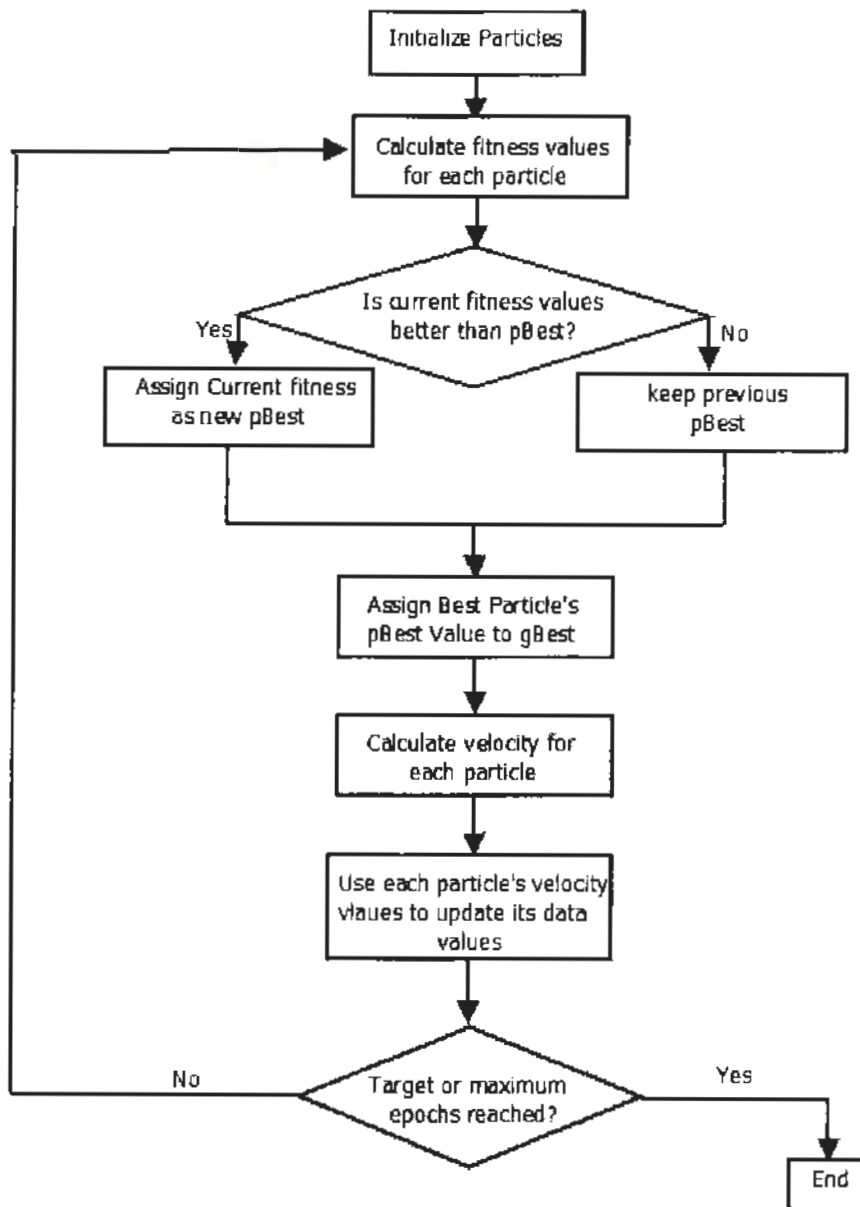 Initialize Particles
Calculate fitness values
for each particle
Is current fitness values
better than pBest?
Yes
No
Assign Current fitness
as new pBest
keep previous
pBest
Assign Best Particle's
pBest Value to gBest
Calculate velocity for
each particle
Use each particle's velocity
vlaues to update its data
values
No
Target or maximum
epochs reached?
Yes
End